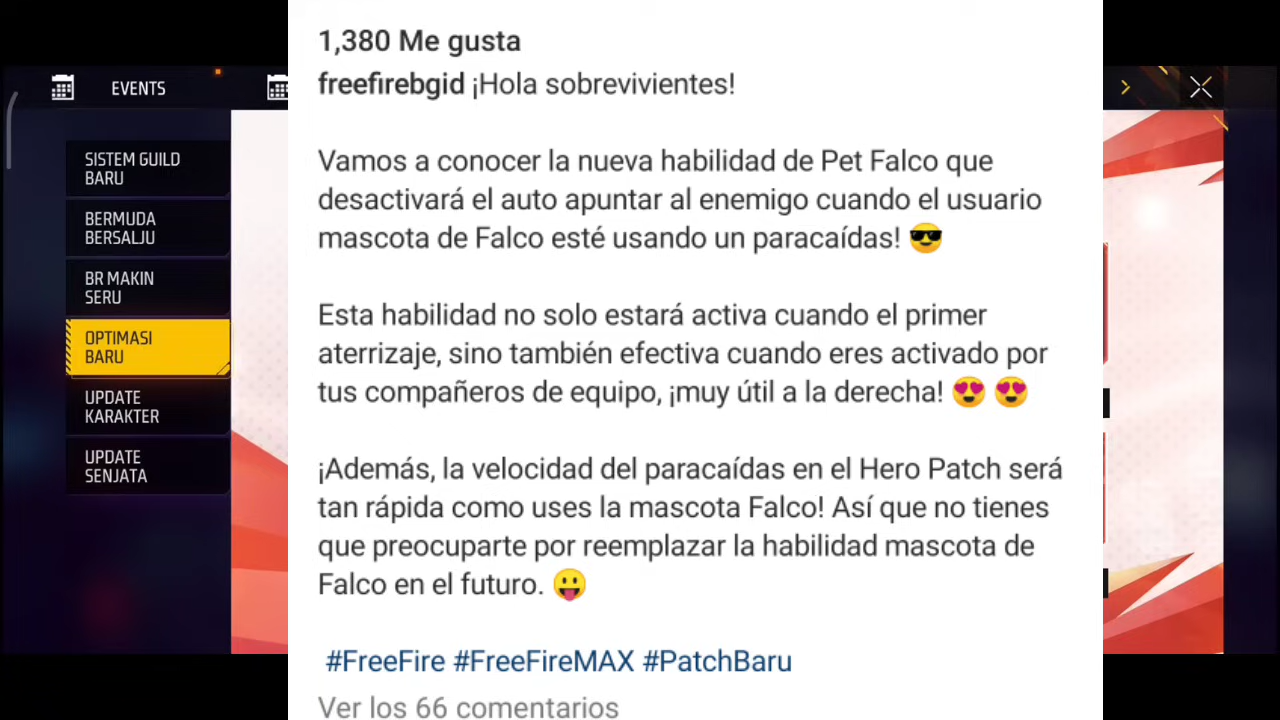 EVENTS
SISTEM GUILD
BARU
BERMUDA
BERSALJU
BR MAKIN
SERU
OPTIMASI
BARU
UPDATE
KARAKTER
UPDATE
SENJATA
1,380 Me gusta
freefirebgid ¡Hola sobrevivientes!
Vamos a conocer la nueva habilidad de Pet Falco que
desactivará el auto apuntar al enemigo cuando el usuario
mascota de Falco esté usando un paracaídas! 😎
Esta habilidad no solo estará activa cuando el primer
aterrizaje, sino también efectiva cuando eres activado por
tus compañeros de equipo, ¡muy útil a la derecha! 😍 😍
¡Además, la velocidad del paracaídas en el Hero Patch será
tan rápida como uses la mascota Falco! Así que no tienes
que preocuparte por reemplazar la habilidad mascota de
Falco en el futuro. 😛
#FreeFire #FreeFireMAX #PatchBaru
Ver los 66 comentarios